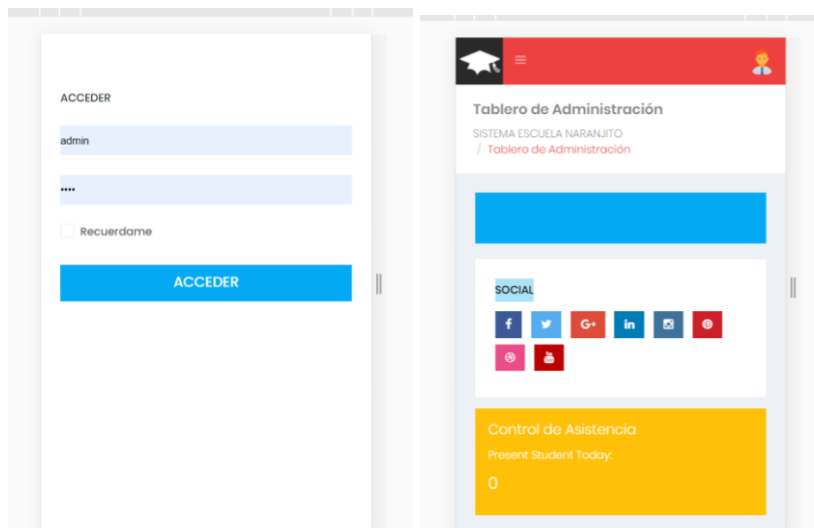 ACCEDER
admin
••••
Recuerdame
ACCEDER
Tablero de Administración
SISTEMA ESCUELA NARANJITO
/ Tablero de Administración
SOCIAL
Control de Asistencia
Present Student Today:
0